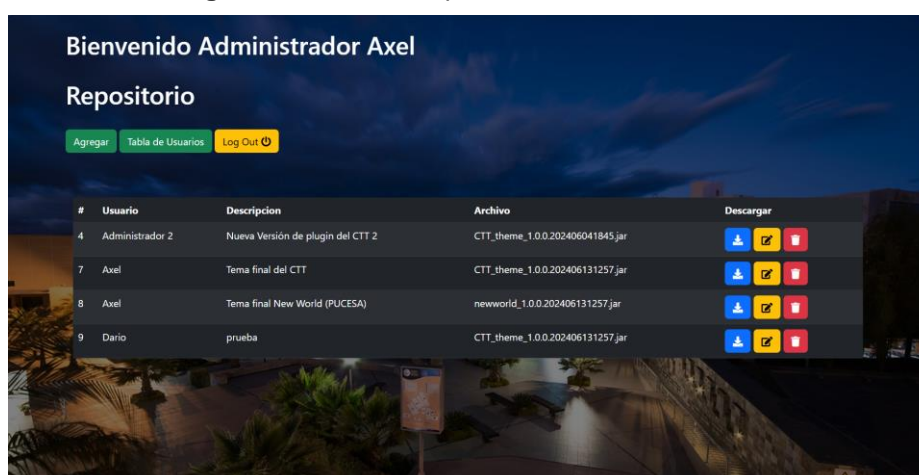 Bienvenido Administrador Axel
Repositorio
Agregar Tabla de Usuarios Log Out
# Usuario Descripcion Archivo Descargar
4 Administrador 2 Nueva Versión de plugin del CTT 2 CTT_theme_1.0.0.202406041845.jar
7 Axel Tema final del CTT CTT_theme_1.0.0.202406131257.jar
8 Axel Tema final New World (PUCESA) newworld_1.0.0.202406131257.jar
9 Dario prueba CTT_theme_1.0.0.202406131257.jar